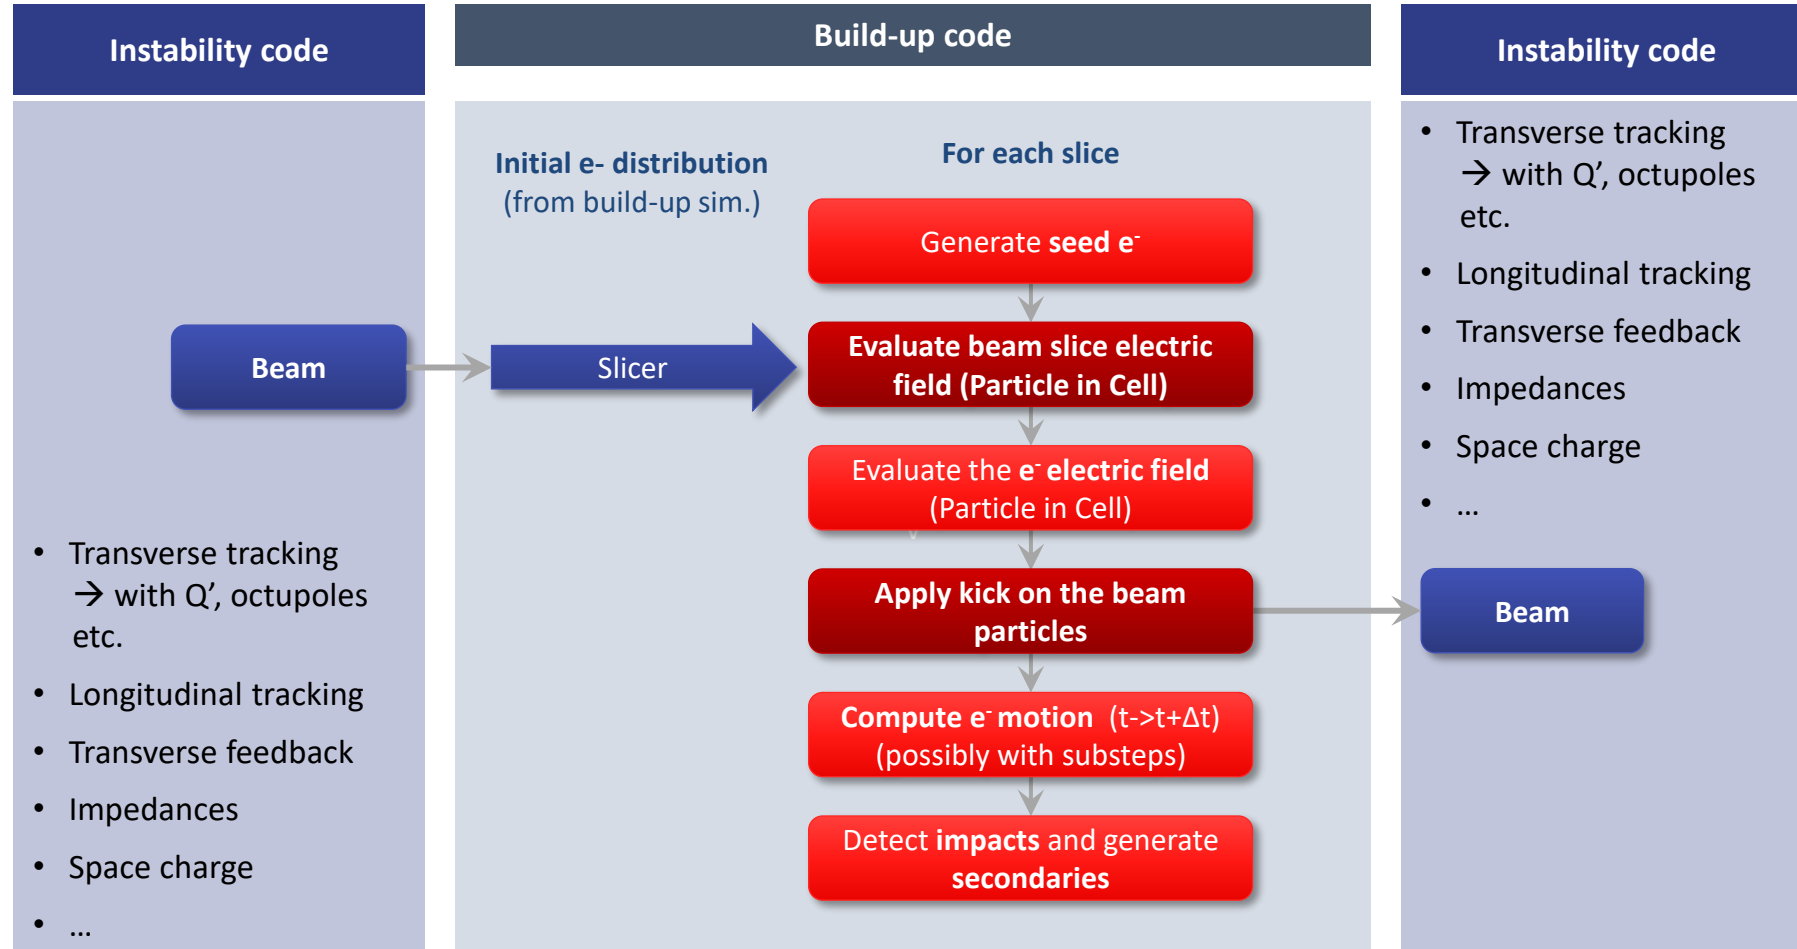 Instability code
Beam
• Transverse tracking
→ with Q’, octupoles
etc.
• Longitudinal tracking
• Transverse feedback
• Impedances
• Space charge
• ...
Build-up code
Initial e- distribution
(from build-up sim.)
Slicer
For each slice
Generate seed e-
Evaluate beam slice electric
field (Particle in Cell)
Evaluate the e- electric field
(Particle in Cell)
Apply kick on the beam
particles
Compute e- motion (t->t+Δt)
(possibly with substeps)
Detect impacts and generate
secondaries
Instability code
• Transverse tracking
→ with Q’, octupoles
etc.
• Longitudinal tracking
• Transverse feedback
• Impedances
• Space charge
• ...
Beam